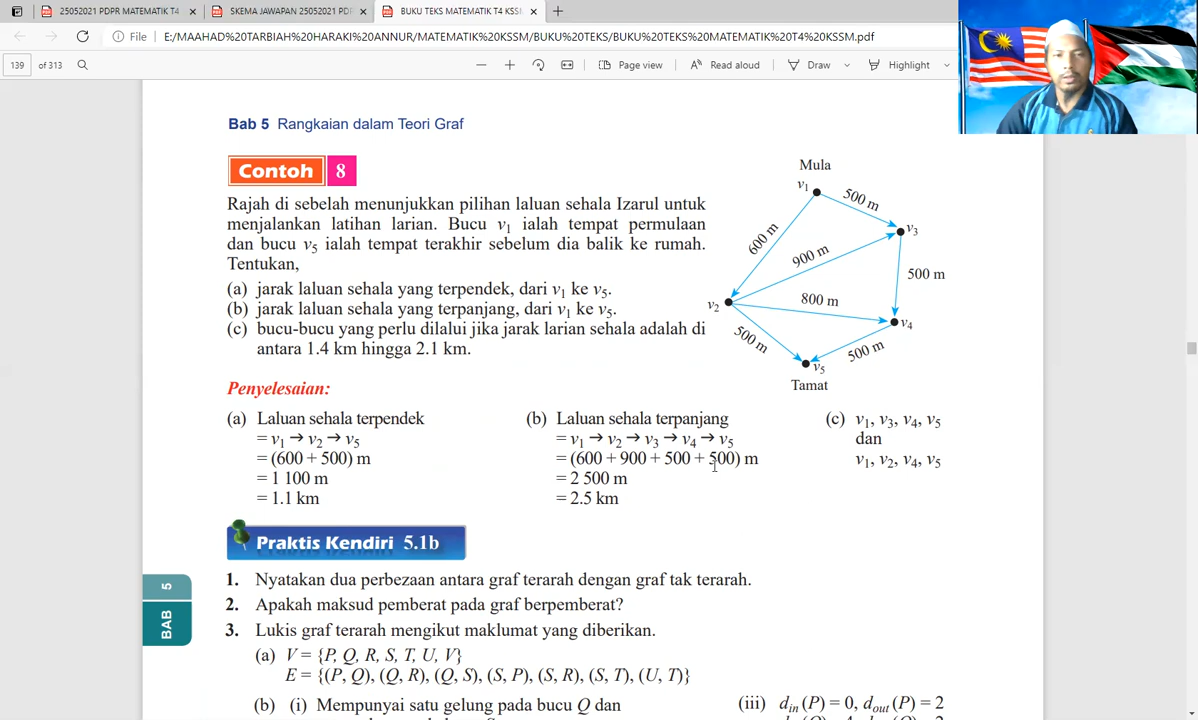 25052021 PDPR MATEMATIK T4
SKEMA JAWAPAN 25052021 PDF
BUKU TEKS MATEMATIK T4 KSS
File
E:/MAAHAD%20TARBIAH%20HARAKI%20ANNUR/MATEMATIK%20KSSM/BUKU%20TEKS/BUKU%20TEKS%20MATEMATIK%20T4%20KSSM.pdf
139 of 313
Page view
Read aloud
Draw
Highlight
Bab 5 Rangkaian dalam Teori Graf
Contoh 8
Rajah di sebelah menunjukkan pilihan laluan sehala Izarul untuk
menjalankan latihan larian. Bucu v1 ialah tempat permulaan
dan bucu v5 ialah tempat terakhir sebelum dia balik ke rumah.
Tentukan,
(a) jarak laluan sehala yang terpendek, dari v1 ke v5.
(b) jarak laluan sehala yang terpanjang, dari v1 ke v5.
(c) bucu-bucu yang perlu dilalui jika jarak larian sehala adalah di
antara 1.4 km hingga 2.1 km.
Mula
v1
500 m
v3
600 m
900 m
500 m
v2
800 m
v4
500 m
500 m
v5
Tamat
Penyelesaian:
(a) Laluan sehala terpendek
= v1 → v2 → v5
= (600 + 500) m
= 1 100 m
= 1.1 km
(b) Laluan sehala terpanjang
= v1 → v2 → v3 → v4 → v5
= (600 + 900 + 500 + 500) m
= 2 500 m
= 2.5 km
(c) v1, v3, v4, v5
dan
v1, v2, v4, v5
Praktis Kendiri 5.1b
1. Nyatakan dua perbezaan antara graf terarah dengan graf tak terarah.
2. Apakah maksud pemberat pada graf berpemberat?
3. Lukis graf terarah mengikut maklumat yang diberikan.
(a) V = {P, Q, R, S, T, U, V}
E = {(P, Q), (Q, R), (Q, S), (S, P), (S, R), (S, T), (U, T)}
(b) (i) Mempunyai satu gelung pada bucu Q dan
(iii) din (P) = 0, dout (P) = 2
BAB 5